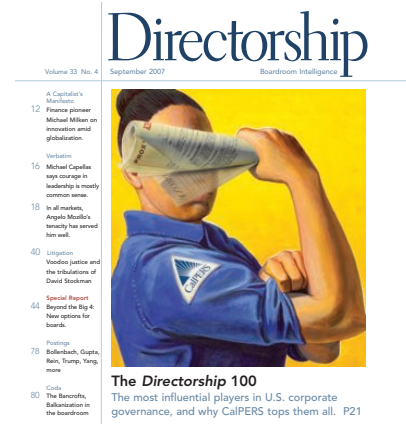 Directorship
Volume 33 No. 4
September 2007
Boardroom Intelligence
A Capitalist's
Manifesto
12 Finance pioneer
Michael Milken on
innovation amid
globalization.
Verbatim
16 Michael Capellas
says courage in
leadership is mostly
common sense.
18 In all markets,
Angelo Mozillo's
tenacity has served
him well.
40 Litigation
Voodoo justice and
the tribulations of
David Stockman
Special Report
44 Beyond the Big 4:
New options for
boards.
Postings
78 Bollenbach, Gupta,
Rein, Trump, Yang,
more
Coda
80 The Bancrofts,
Balkanization in
the boardroom
CalPERS
The Directorship 100
The most influential players in U.S. corporate
governance, and why CalPERS tops them all. P21